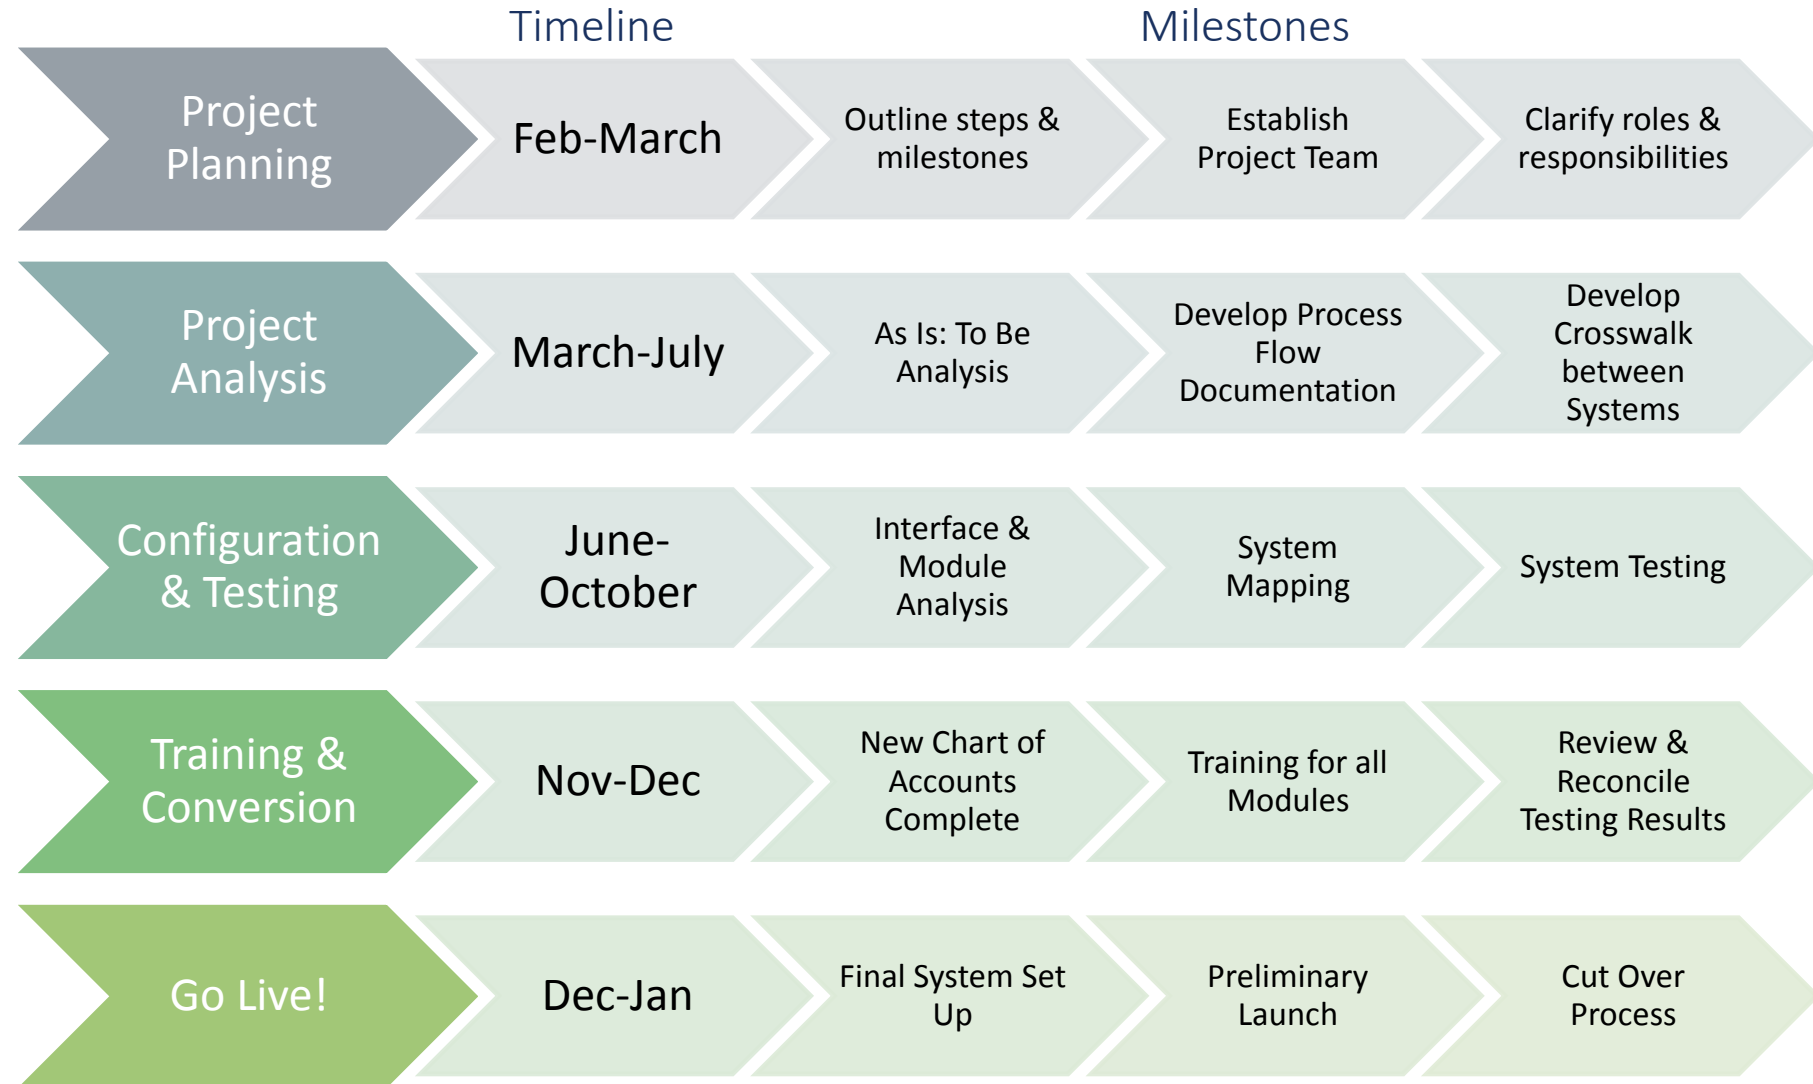 Timeline
Milestones
Project
Planning
Feb-March
Outline steps &
milestones
Establish
Project Team
Clarify roles &
responsibilities
Project
Analysis
March-July
As Is: To Be
Analysis
Develop Process
Flow
Documentation
Develop
Crosswalk
between
Systems
Configuration
& Testing
June-
October
Interface &
Module
Analysis
System
Mapping
System Testing
Training &
Conversion
Nov-Dec
New Chart of
Accounts
Complete
Training for all
Modules
Review &
Reconcile
Testing Results
Go Live!
Dec-Jan
Final System Set
Up
Preliminary
Launch
Cut Over
Process